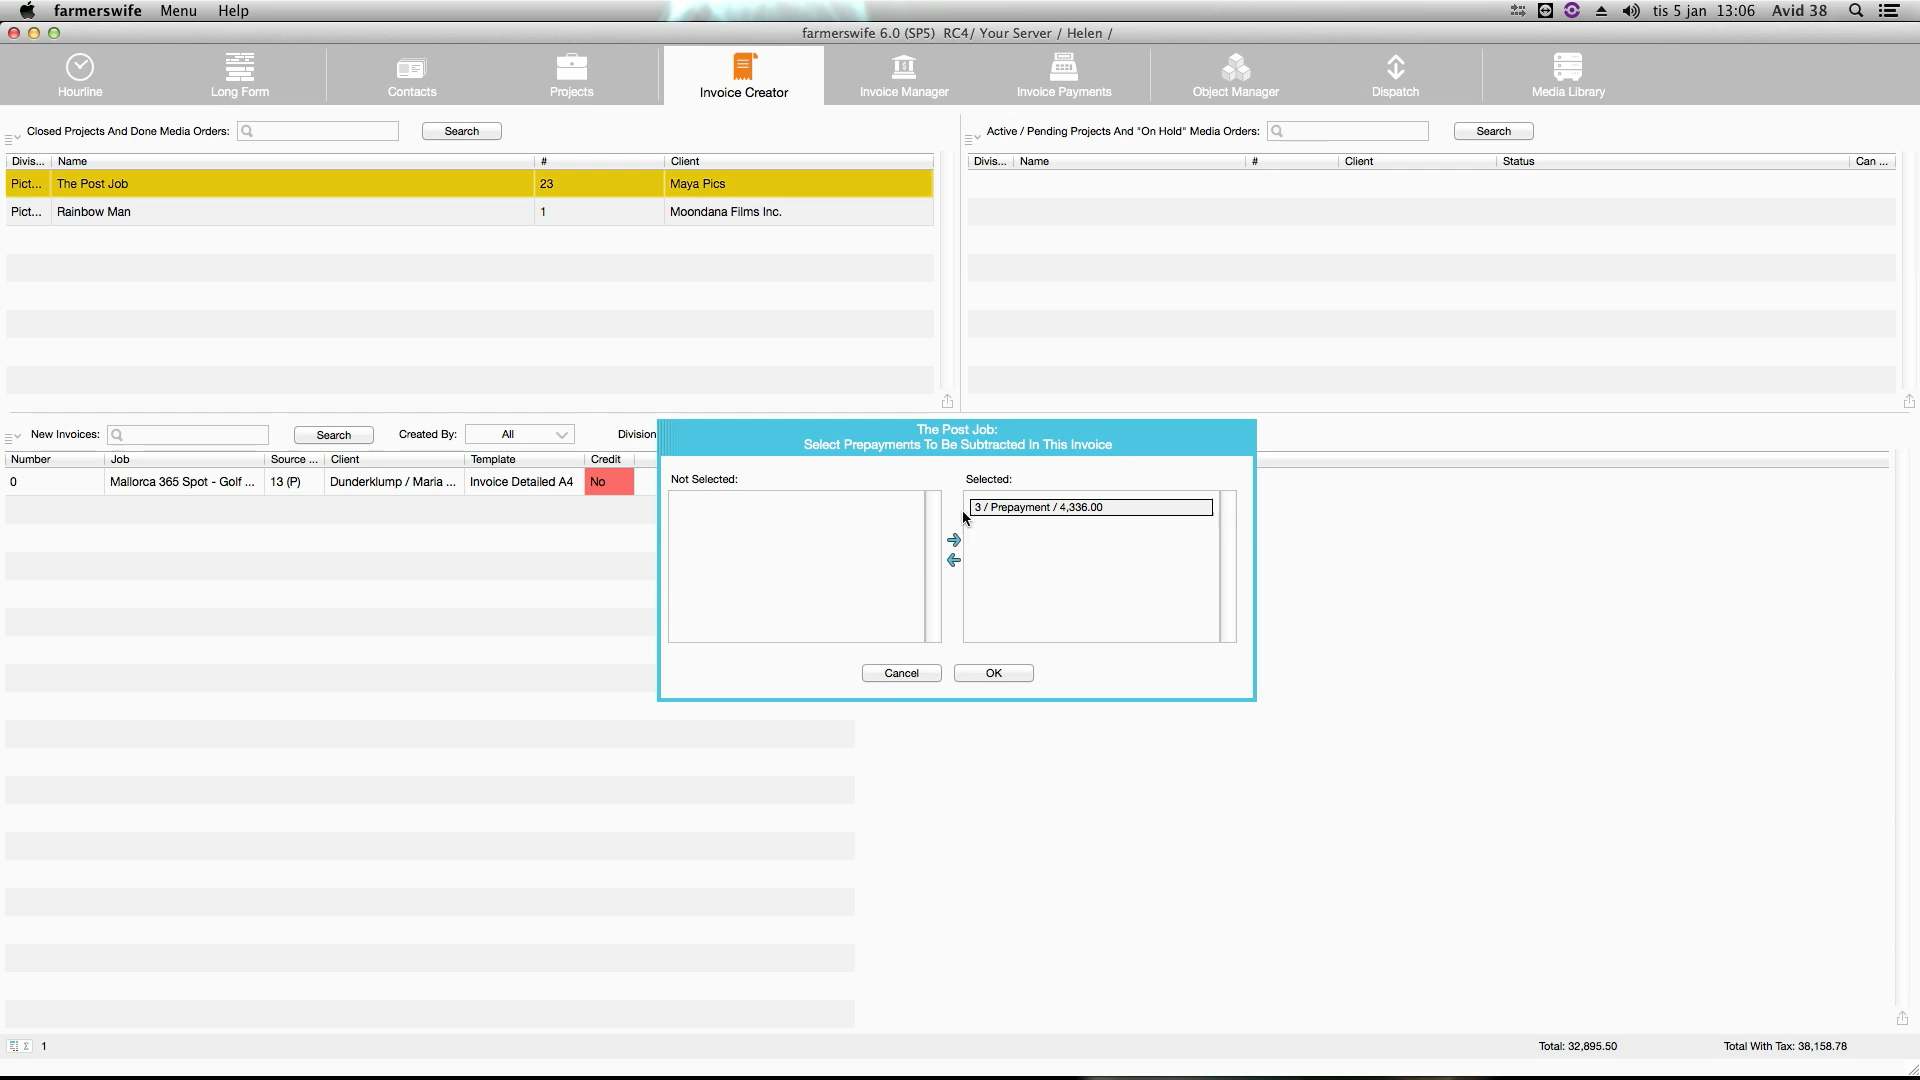 farmerswife Menu Help tis 5 jan 13:06 Avid 38
farmerswife 6.0 (SP5) RC4/ Your Server / Helen /
Hourline Long Form Contacts Projects Invoice Creator Invoice Manager Invoice Payments Object Manager Dispatch Media Library
Closed Projects And Done Media Orders: Search
Active / Pending Projects And "On Hold" Media Orders: Search
Divis... Name # Client
Divis... Name # Client Status Can ...
Pict... The Post Job 23 Maya Pics
Pict... Rainbow Man 1 Moondana Films Inc.
New Invoices: Search Created By: All Division
Number Job Source ... Client Template Credit
0 Mallorca 365 Spot - Golf ... 13 (P) Dunderklump / Maria ... Invoice Detailed A4 No
The Post Job:
Select Prepayments To Be Subtracted In This Invoice
Not Selected: Selected:
3 / Prepayment / 4,336.00
Cancel OK
Σ 1 Total: 32,895.50 Total With Tax: 38,158.78